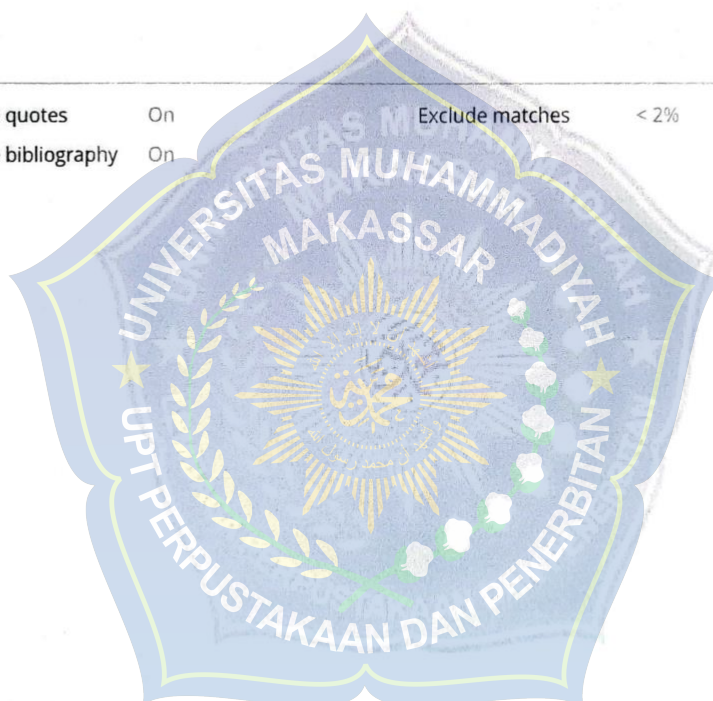 quotes On Exclude matches < 2%
bibliography On
UNIVERSITAS MUHAMMADIYAH
MAKASSAR
UPT PERPUSTAKAAN DAN PENERBITAN